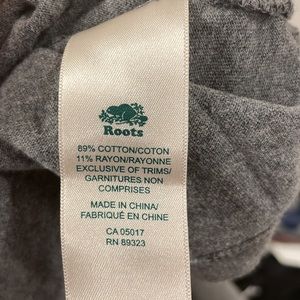 Roots
89% COTTON/COTON
11% RAYON/RAYONNE
EXCLUSIVE OF TRIMS/
GARNITURES NON
COMPRISES
MADE IN CHINA/
FABRIQUÉ EN CHINE
CA 05017
RN 89323